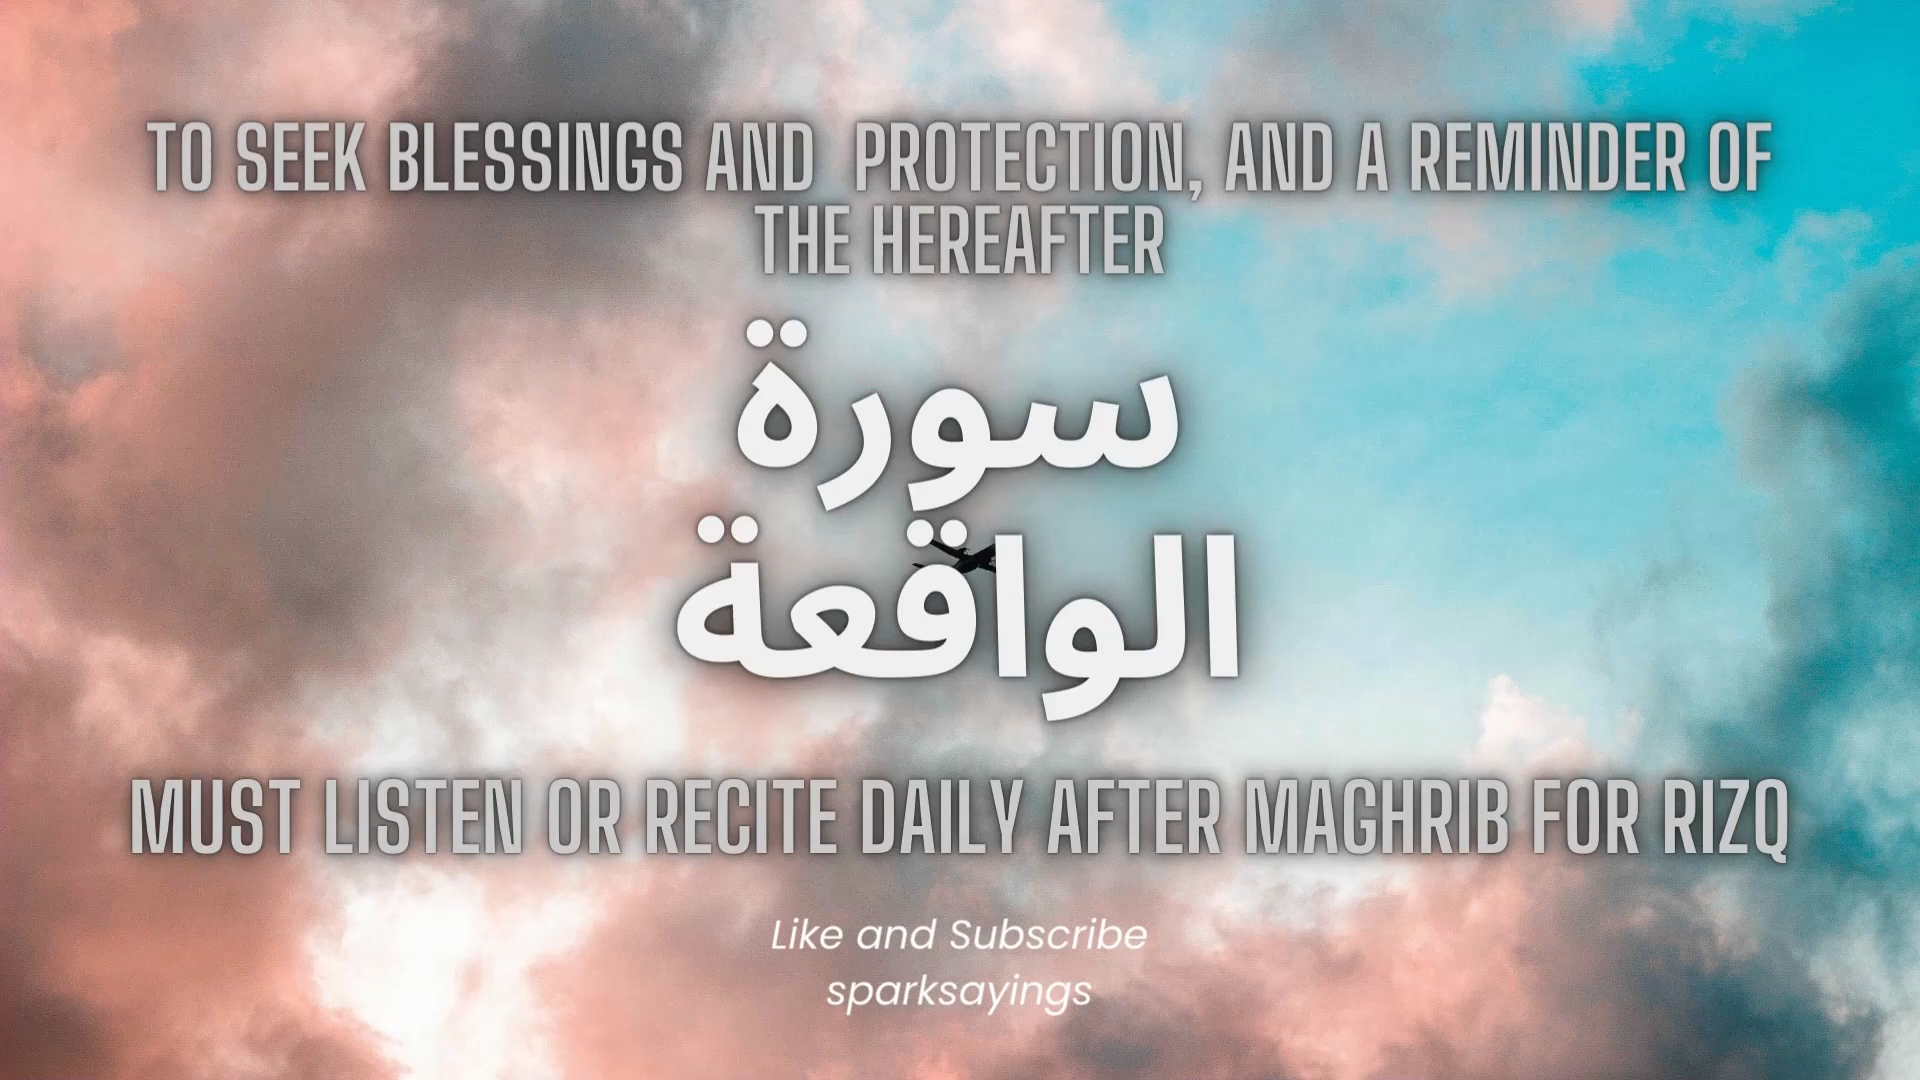 TO SEEK BLESSINGS AND PROTECTION, AND A REMINDER OF
THE HEREAFTER
سورة
الواقعة
MUST LISTEN OR RECITE DAILY AFTER MAGHRIB FOR RIZQ
Like and Subscribe
sparksayings